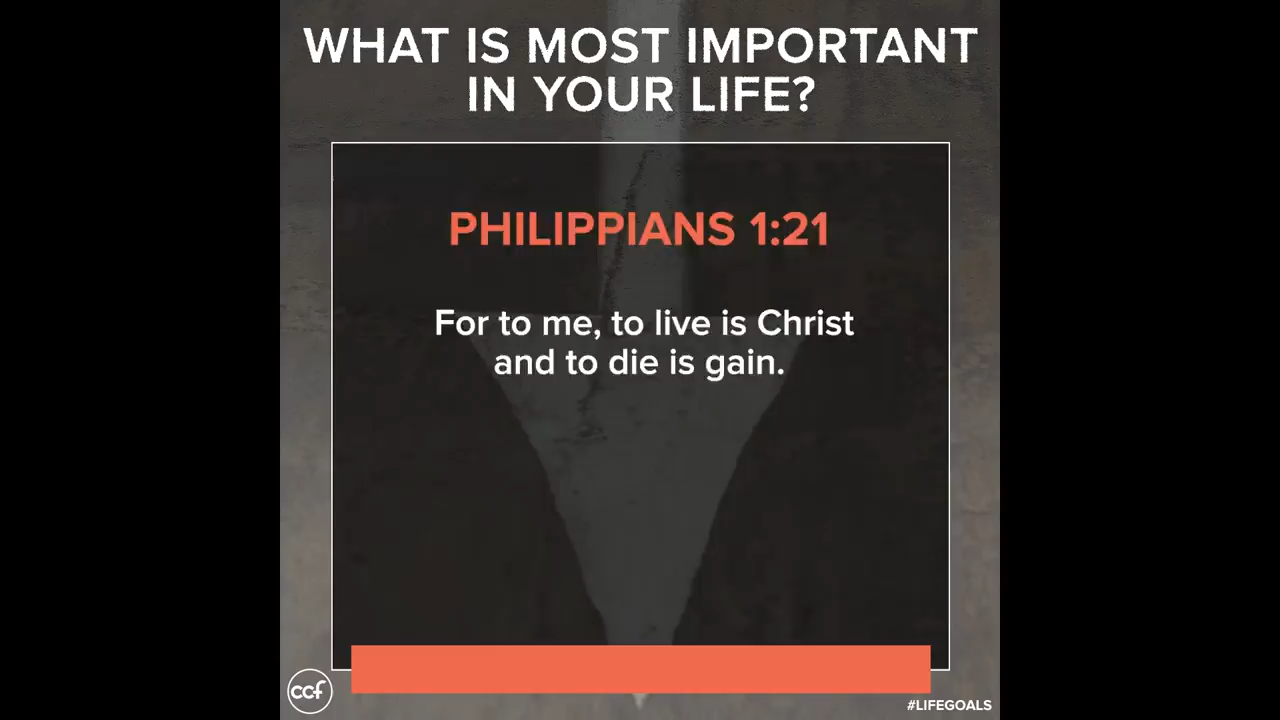 WHAT IS MOST IMPORTANT
IN YOUR LIFE?
PHILIPPIANS 1:21
For to me, to live is Christ
and to die is gain.
ccf
#LIFEGOALS